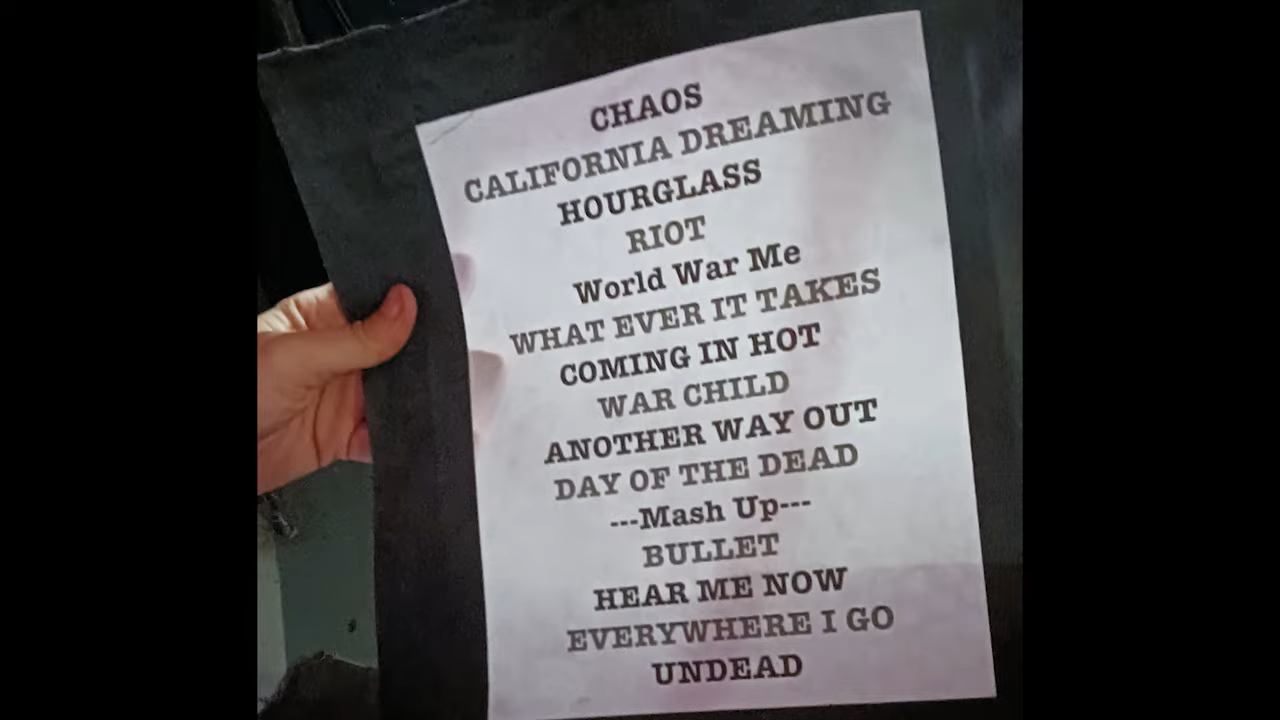 CHAOS
CALIFORNIA DREAMING
HOURGLASS
RIOT
World War Me
WHAT EVER IT TAKES
COMING IN HOT
WAR CHILD
ANOTHER WAY OUT
DAY OF THE DEAD
---Mash Up---
BULLET
HEAR ME NOW
EVERYWHERE I GO
UNDEAD